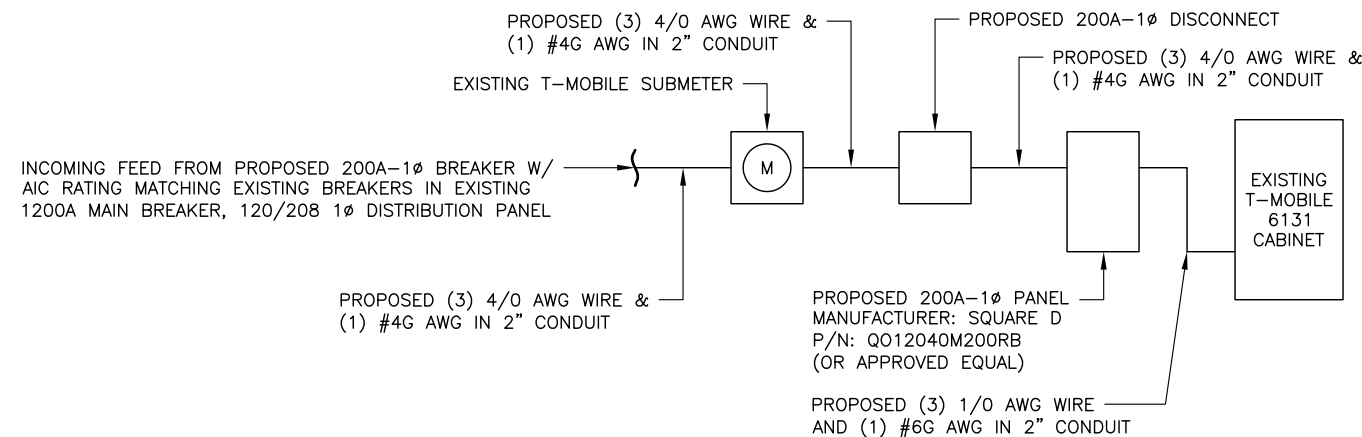 PROPOSED (3) 4/0 AWG WIRE &
(1) #4G AWG IN 2" CONDUIT
PROPOSED 200A-1ø DISCONNECT
PROPOSED (3) 4/0 AWG WIRE &
(1) #4G AWG IN 2" CONDUIT
EXISTING T-MOBILE SUBMETER
INCOMING FEED FROM PROPOSED 200A-1ø BREAKER W/
AIC RATING MATCHING EXISTING BREAKERS IN EXISTING
1200A MAIN BREAKER, 120/208 1ø DISTRIBUTION PANEL
M
EXISTING
T-MOBILE
6131
CABINET
PROPOSED (3) 4/0 AWG WIRE &
(1) #4G AWG IN 2" CONDUIT
PROPOSED 200A-1ø PANEL
MANUFACTURER: SQUARE D
P/N: QO12040M200RB
(OR APPROVED EQUAL)
PROPOSED (3) 1/0 AWG WIRE
AND (1) #6G AWG IN 2" CONDUIT